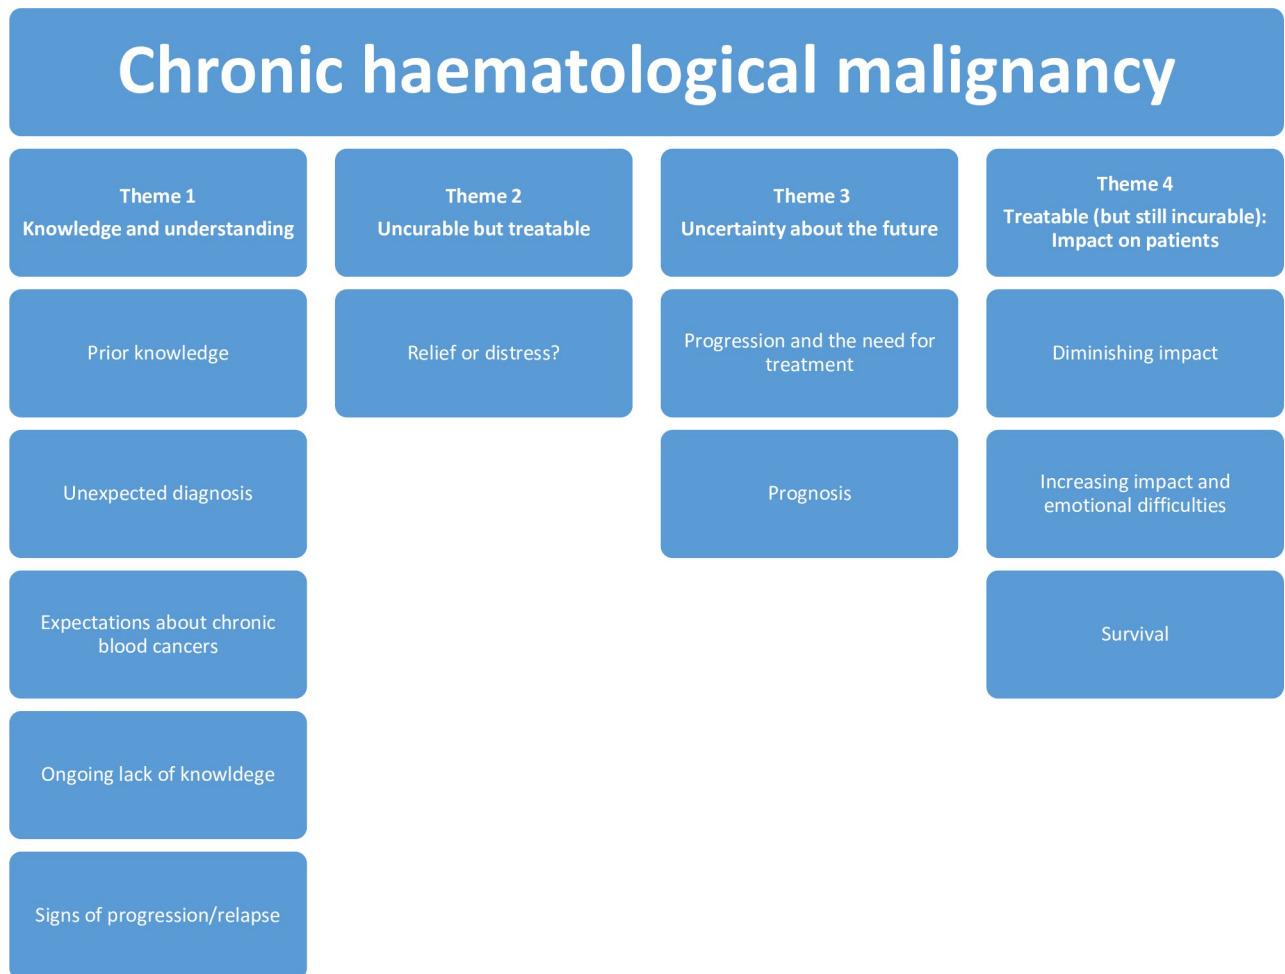 Chronic haematological malignancy
Theme 1
Knowledge and understanding
Prior knowledge
Unexpected diagnosis
Expectations about chronic
blood cancers
Ongoing lack of knowldege
Signs of progression/relapse
Theme 2
Uncurable but treatable
Relief or distress?
Theme 3
Uncertainty about the future
Progression and the need for
treatment
Prognosis
Theme 4
Treatable (but still incurable):
Impact on patients
Diminishing impact
Increasing impact and
emotional difficulties
Survival